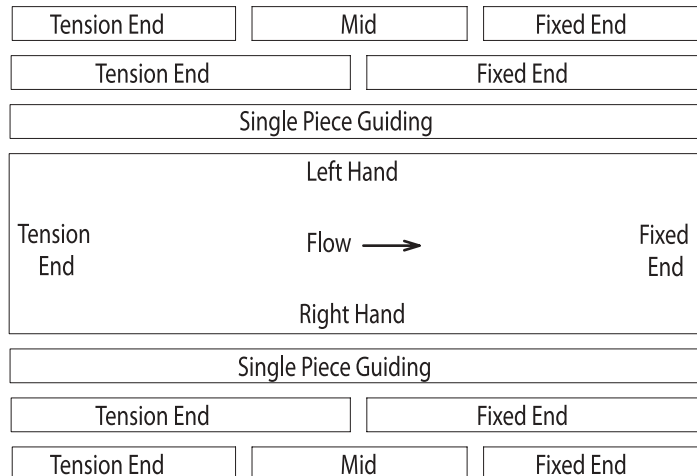 Tension End Mid Fixed End
Tension End Fixed End
Single Piece Guiding
Left Hand
Tension End
Flow
Fixed End
Right Hand
Single Piece Guiding
Tension End Fixed End
Tension End Mid Fixed End